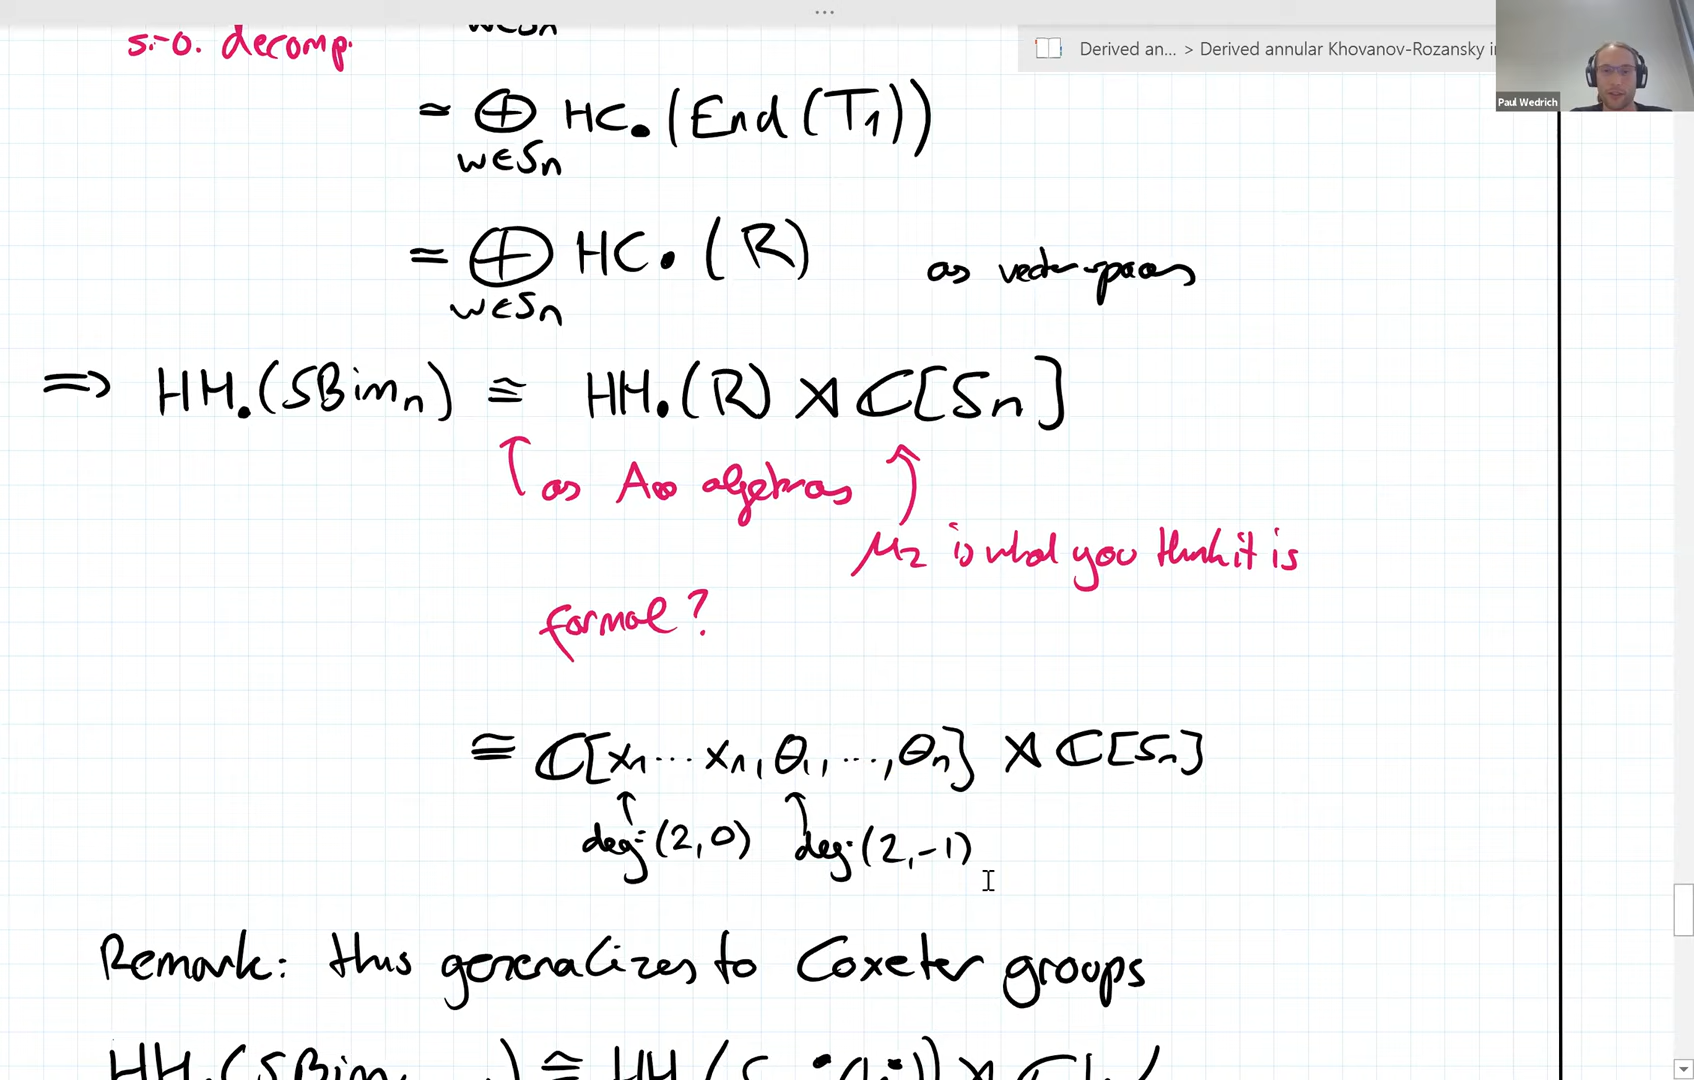 w∈Sn
s.-o. decomp.
Derived an... > Derived annular Khovanov-Rozansky in
Paul Wedrich
≃ ⊕ HC•(End(T1))
w∈Sn
≃ ⊕ HC•(R) as vector spaces
w∈Sn
⇒ HH•(SBimn) ≅ HH•(R) ⋊ ℂ[Sn]
↑ as A∞ algebras ↑
μ2 is what you think it is
formal?
≅ ℂ[x1 ... xn, θ1, ..., θn] ⋊ ℂ[Sn]
deg=(2,0) deg=(2,-1)
Remark: this generalizes to Coxeter groups